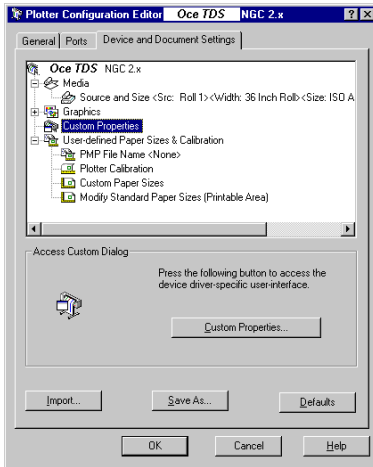 Plotter Configuration Editor Oce TDS NGC 2.x
General Ports Device and Document Settings
Oce TDS NGC 2.x
Media
Source and Size <Src: Roll 1><Width: 36 Inch Roll><Size: ISO A
Graphics
Custom Properties
User-defined Paper Sizes & Calibration
PMP File Name <None>
Plotter Calibration
Custom Paper Sizes
Modify Standard Paper Sizes (Printable Area)
Access Custom Dialog
Press the following button to access the
device driver-specific user-interface.
Custom Properties...
Import... Save As... Defaults
OK Cancel Help